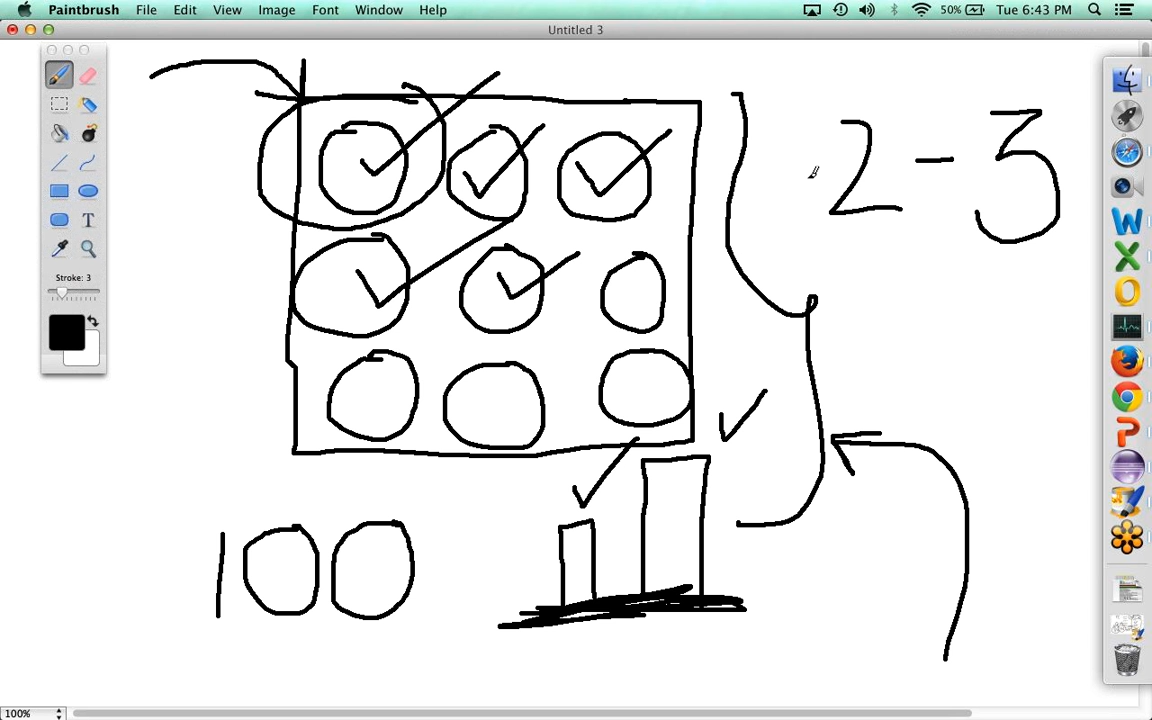 Paintbrush File Edit View Image Font Window Help 50% Tue 6:43 PM
Untitled 3
2 - 3
T
Stroke: 3
W
X
O
P
100
100%